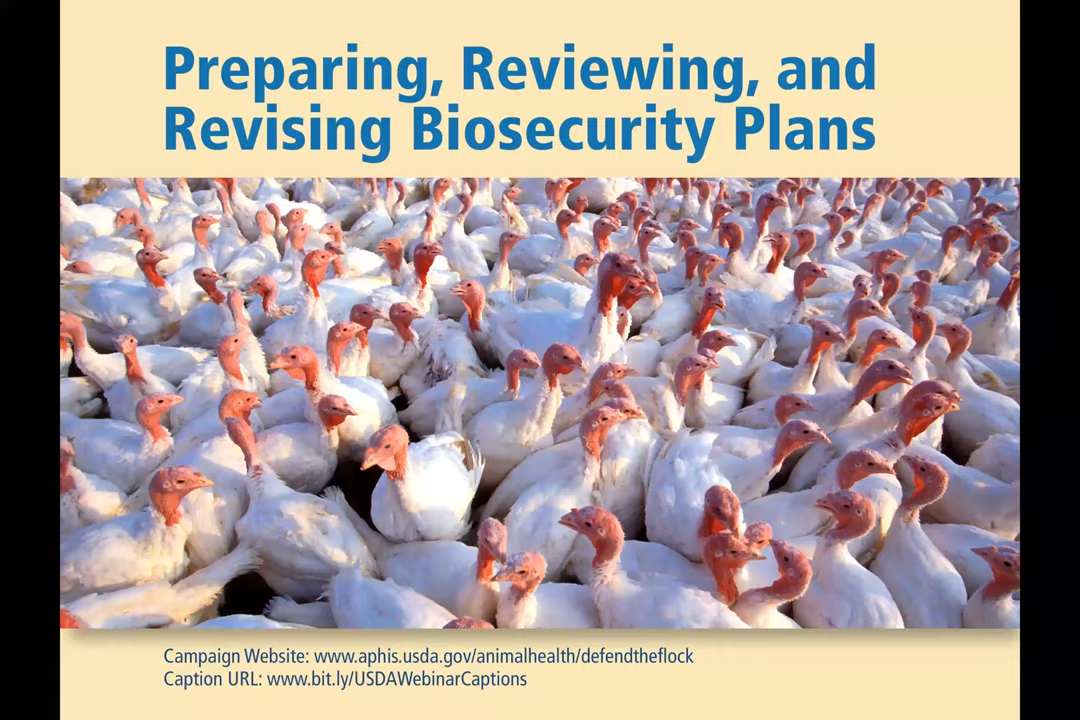 Preparing, Reviewing, and
Revising Biosecurity Plans
Campaign Website: www.aphis.usda.gov/animalhealth/defendtheflock
Caption URL: www.bit.ly/USDAWebinarCaptions